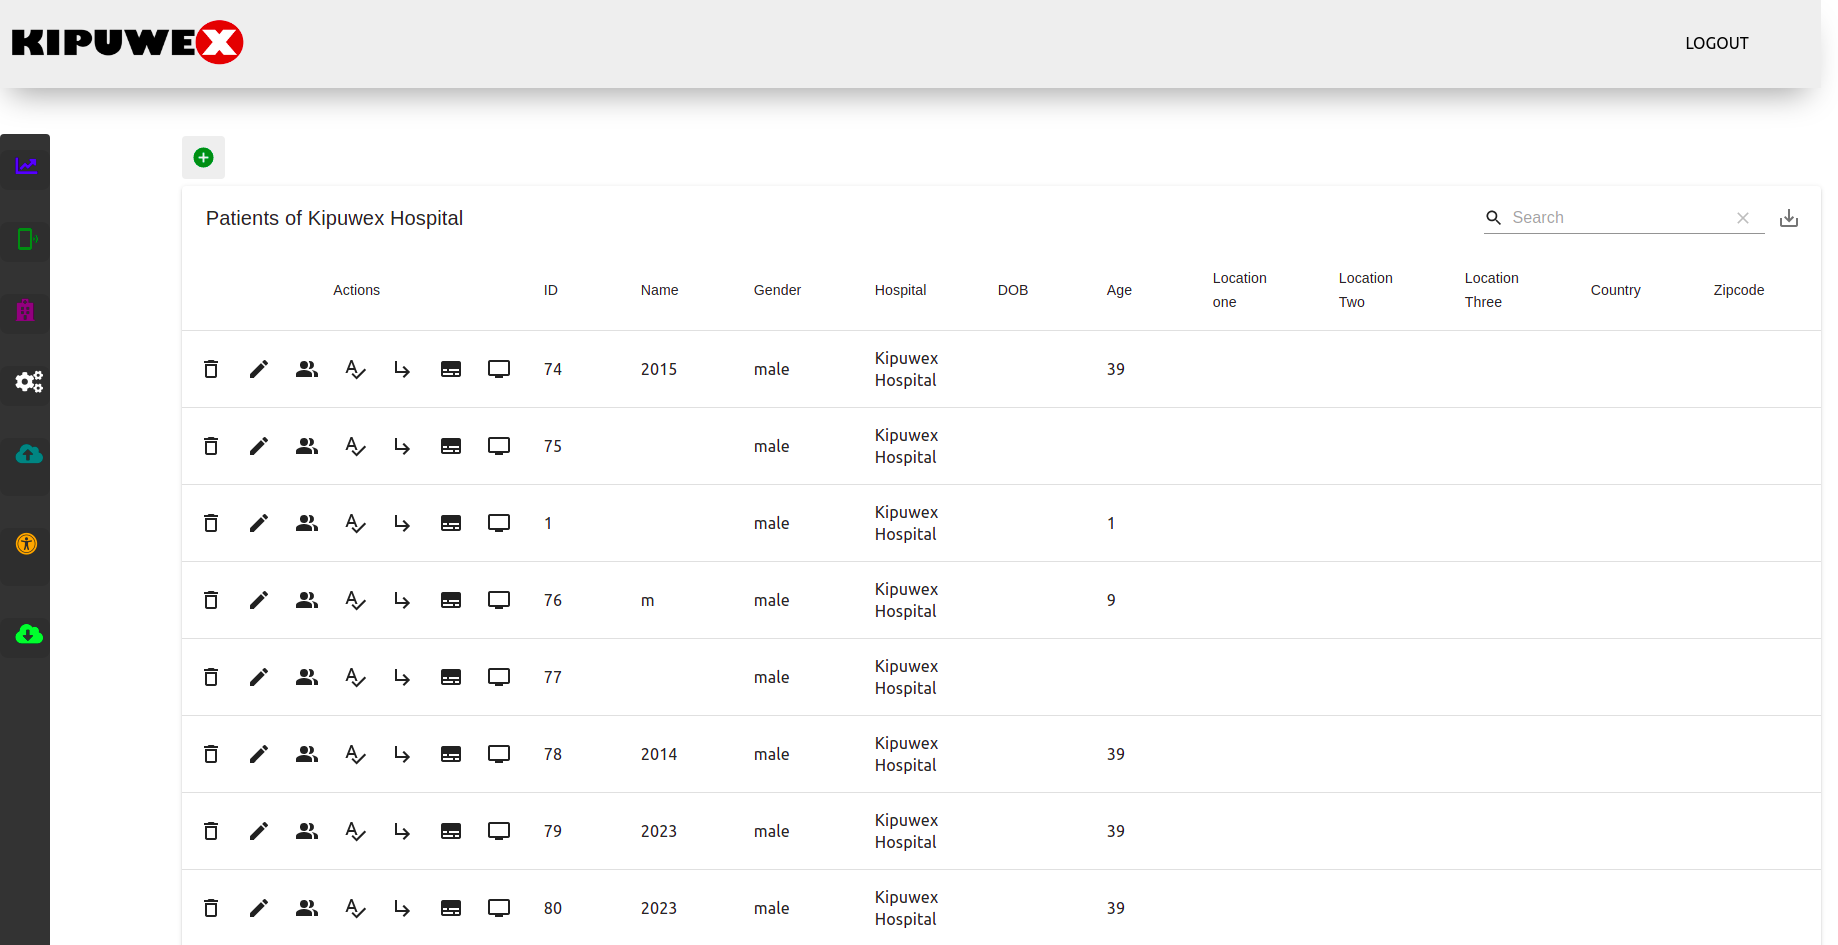 KIPUWEX
LOGOUT
Patients of Kipuwex Hospital
Search
Actions ID Name Gender Hospital DOB Age Location one Location Two Location Three Country Zipcode
74 2015 male Kipuwex Hospital 39
75 male Kipuwex Hospital
1 male Kipuwex Hospital 1
76 m male Kipuwex Hospital 9
77 male Kipuwex Hospital
78 2014 male Kipuwex Hospital 39
79 2023 male Kipuwex Hospital 39
80 2023 male Kipuwex Hospital 39